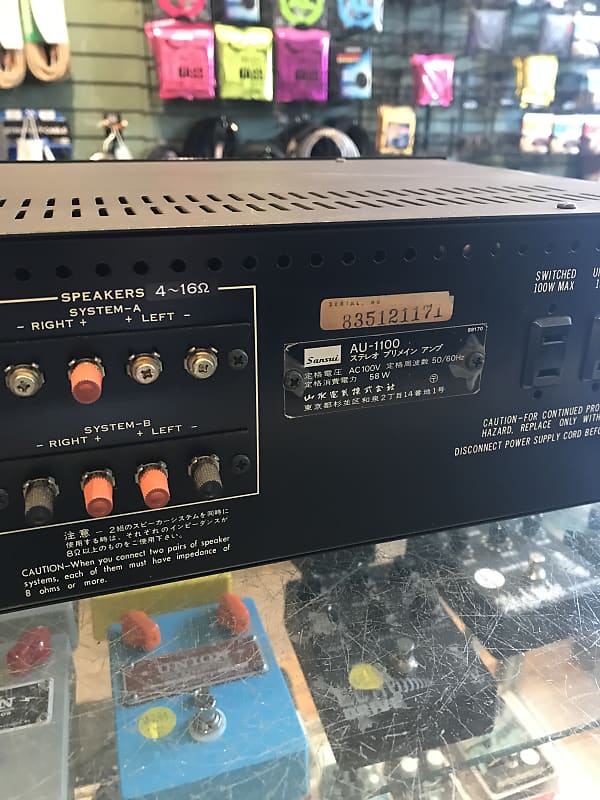 SPEAKERS 4~16Ω
SYSTEM-A
- RIGHT + + LEFT -
SYSTEM-B
- RIGHT + + LEFT -
注意 - 2組のスピーカーシステムを同時に
使用する時は、それぞれのインピーダンスが
8Ω以上のものをご使用下さい。
CAUTION-When you connect two pairs of speaker
systems, each of them must have impedance of
8 ohms or more.
SERIAL NO
835121171
Sansui
AU-1100
ステレオ プリメイン アンプ
定格電圧 AC100V 定格周波数 50/60Hz
定格消費電力 58W
山水電気株式会社
東京都杉並区和泉2丁目14番地1号
SWITCHED
100W MAX
CAUTION-FOR CONTINUED
HAZARD, REPLACE ONLY
DISCONNECT POWER SUPPLY CORD
UNION